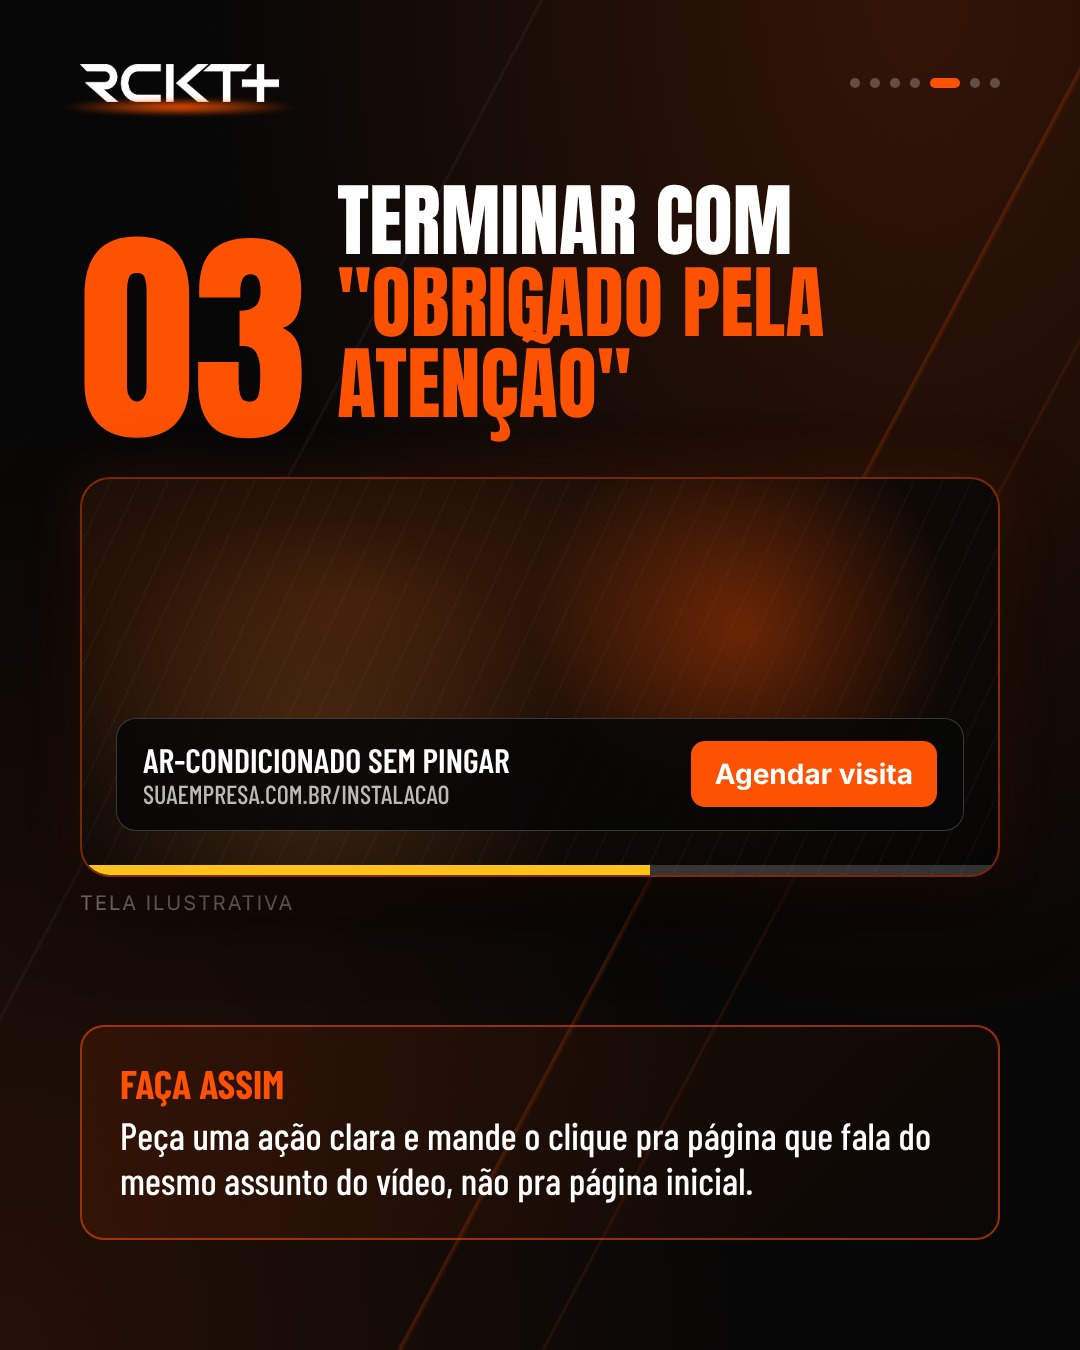 RCKT+
03
TERMINAR COM
"OBRIGADO PELA
ATENÇÃO"
AR-CONDICIONADO SEM PINGAR
SUAEMPRESA.COM.BR/INSTALACAO
Agendar visita
TELA ILUSTRATIVA
FAÇA ASSIM
Peça uma ação clara e mande o clique pra página que fala do
mesmo assunto do vídeo, não pra página inicial.